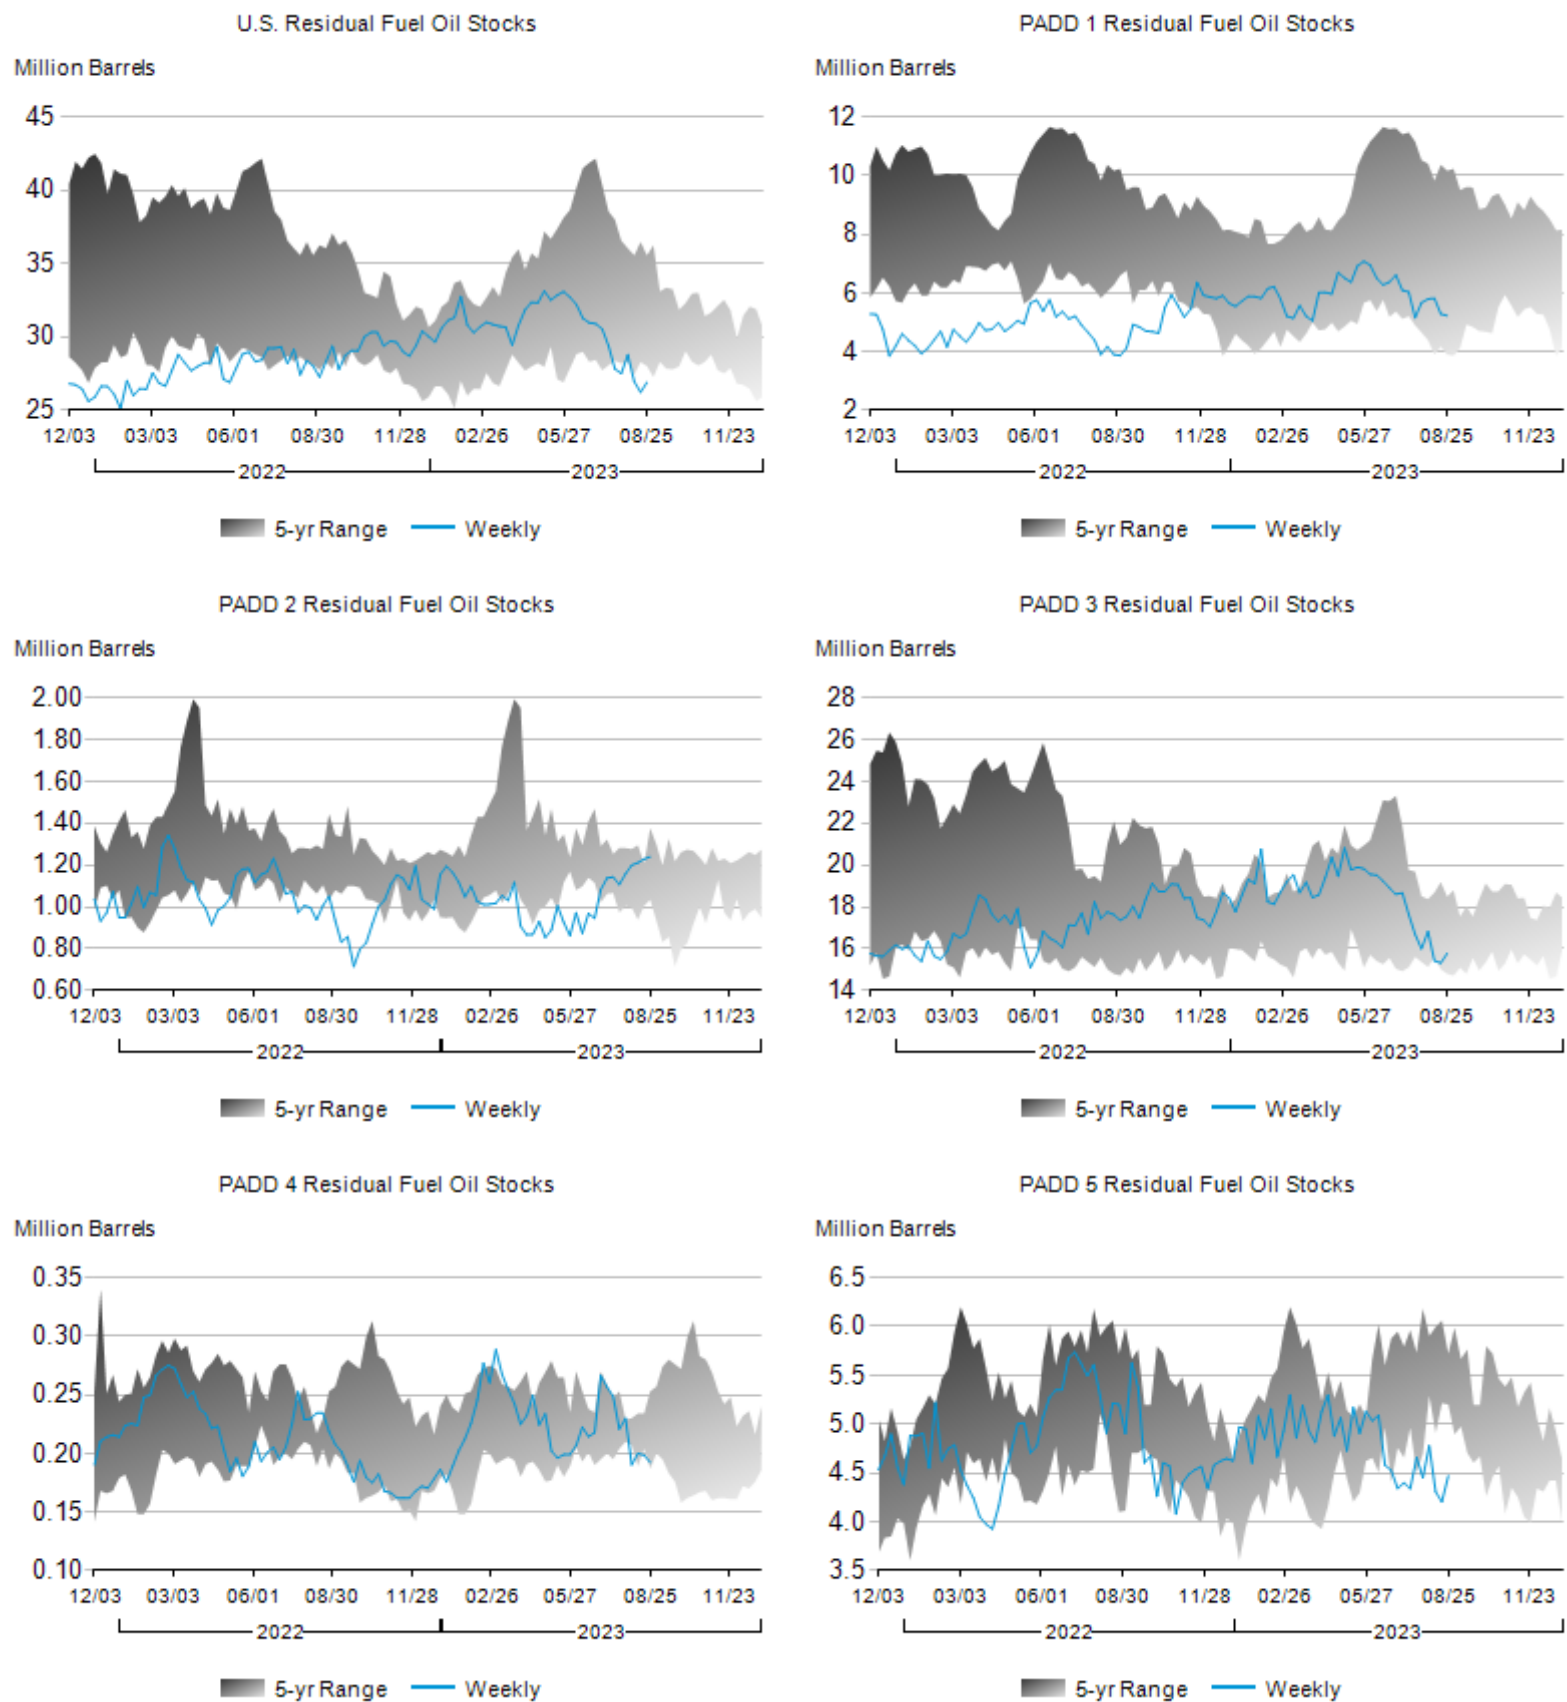 U.S. Residual Fuel Oil Stocks
Million Barrels
45
40
35
30
25
12/03 03/03 06/01 08/30 11/28 02/26 05/27 08/25 11/23
2022 2023
5-yr Range Weekly
PADD 1 Residual Fuel Oil Stocks
Million Barrels
12
10
8
6
4
2
12/03 03/03 06/01 08/30 11/28 02/26 05/27 08/25 11/23
2022 2023
5-yr Range Weekly
PADD 2 Residual Fuel Oil Stocks
Million Barrels
2.00
1.80
1.60
1.40
1.20
1.00
0.80
0.60
12/03 03/03 06/01 08/30 11/28 02/26 05/27 08/25 11/23
2022 2023
5-yr Range Weekly
PADD 3 Residual Fuel Oil Stocks
Million Barrels
28
26
24
22
20
18
16
14
12/03 03/03 06/01 08/30 11/28 02/26 05/27 08/25 11/23
2022 2023
5-yr Range Weekly
PADD 4 Residual Fuel Oil Stocks
Million Barrels
0.35
0.30
0.25
0.20
0.15
0.10
12/03 03/03 06/01 08/30 11/28 02/26 05/27 08/25 11/23
2022 2023
5-yr Range Weekly
PADD 5 Residual Fuel Oil Stocks
Million Barrels
6.5
6.0
5.5
5.0
4.5
4.0
3.5
12/03 03/03 06/01 08/30 11/28 02/26 05/27 08/25 11/23
2022 2023
5-yr Range Weekly